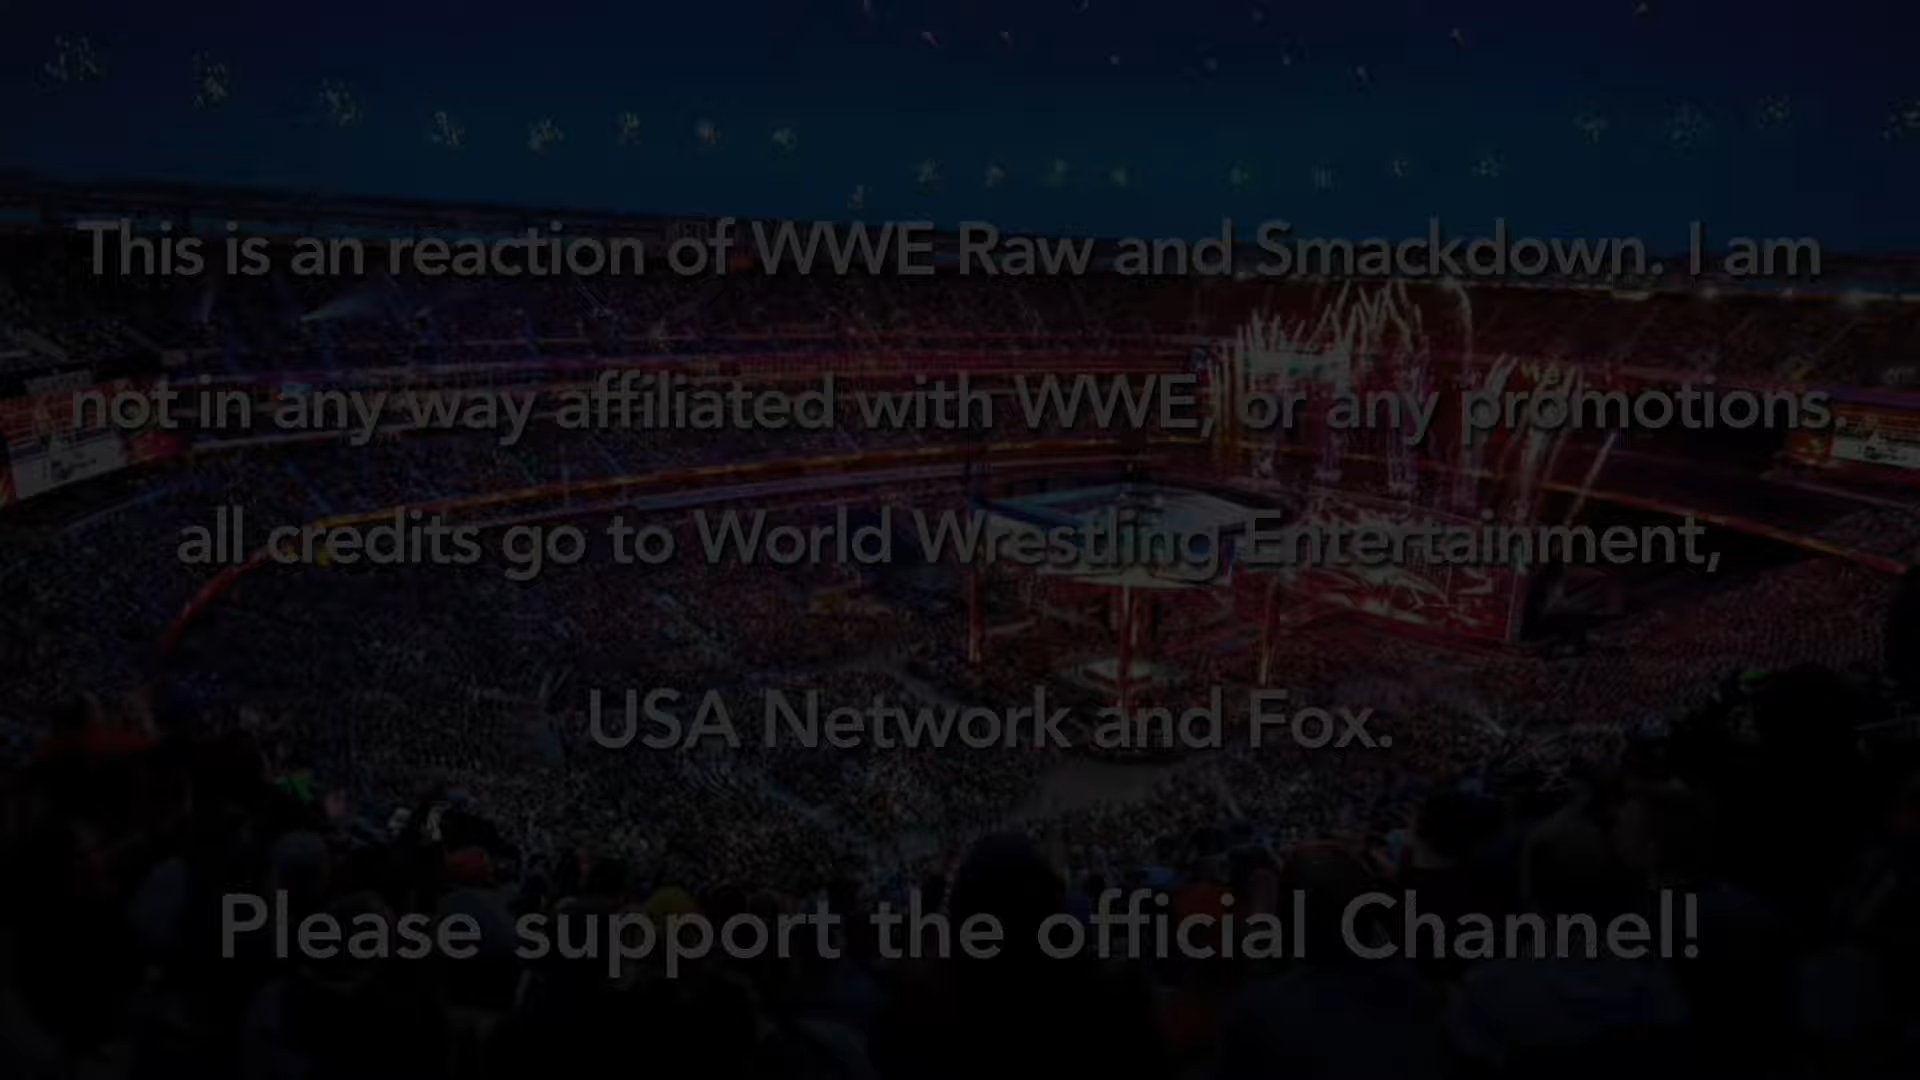 This is an reaction of WWE Raw and Smackdown. I am
not in any way affiliated with WWE, or any promotions.
all credits go to World Wrestling Entertainment,
USA Network and Fox.
Please support the official Channel!